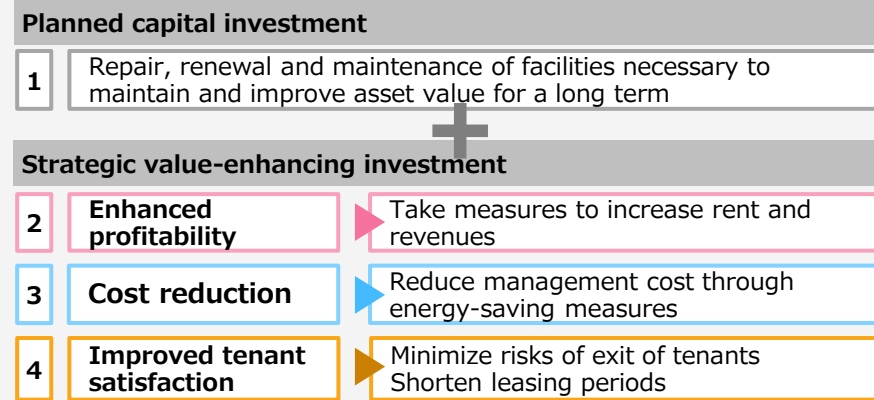 Planned capital investment
1
Repair, renewal and maintenance of facilities necessary to
maintain and improve asset value for a long term
Strategic value-enhancing investment
2
Enhanced
profitability
Take measures to increase rent and
revenues
3
Cost reduction
Reduce management cost through
energy-saving measures
4
Improved tenant
satisfaction
Minimize risks of exit of tenants
Shorten leasing periods